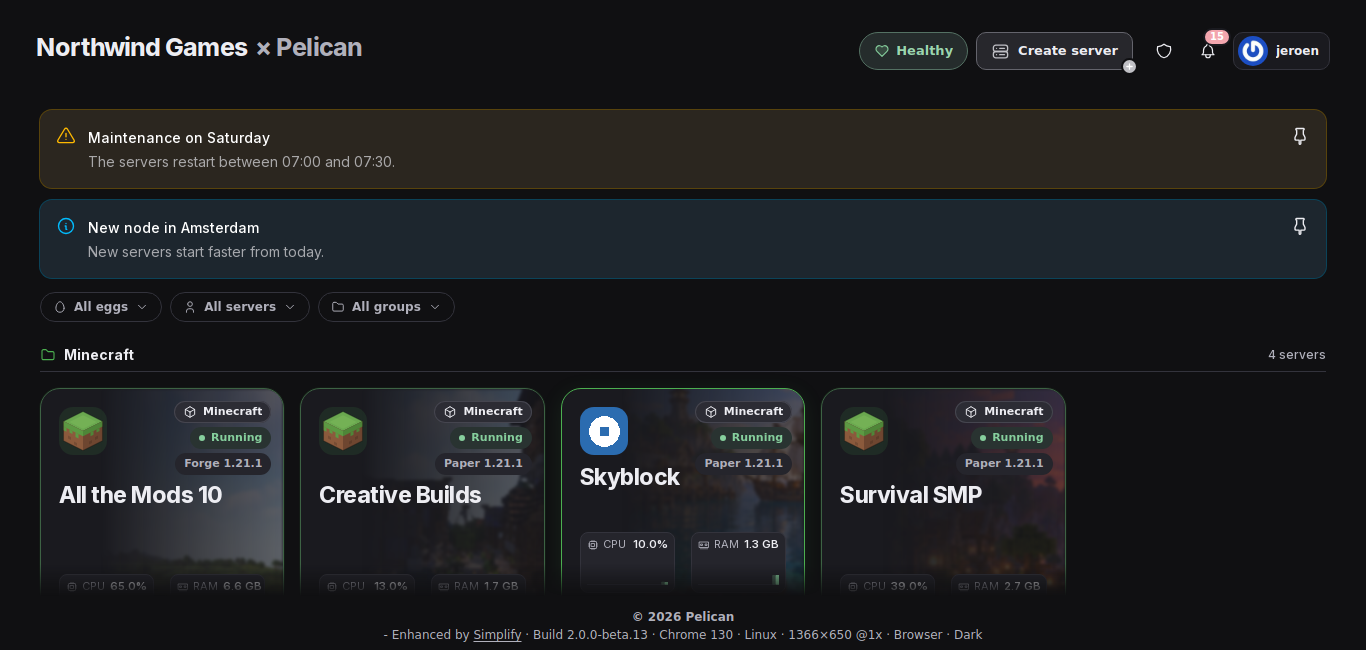 Northwind Games × Pelican
Healthy
Create server
15
jeroen
Maintenance on Saturday
The servers restart between 07:00 and 07:30.
New node in Amsterdam
New servers start faster from today.
All eggs
All servers
All groups
Minecraft
4 servers
Minecraft
Running
Forge 1.21.1
All the Mods 10
CPU 65.0%
RAM 6.6 GB
Minecraft
Running
Paper 1.21.1
Creative Builds
CPU 13.0%
RAM 1.7 GB
Minecraft
Running
Paper 1.21.1
Skyblock
CPU 10.0%
RAM 1.3 GB
Minecraft
Running
Paper 1.21.1
Survival SMP
CPU 39.0%
RAM 2.7 GB
© 2026 Pelican
- Enhanced by Simplify · Build 2.0.0-beta.13 · Chrome 130 · Linux · 1366×650 @1x · Browser · Dark